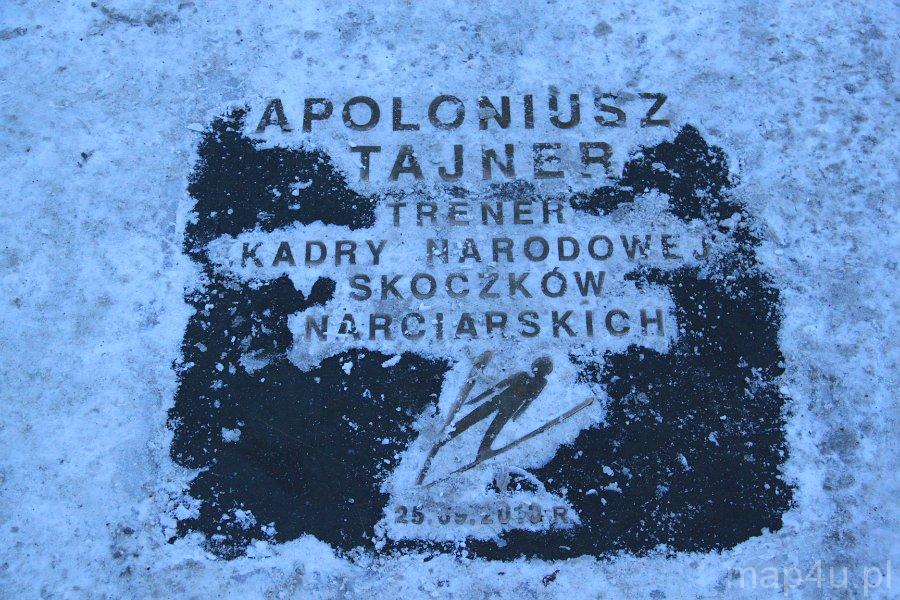 APOLONIUSZ
TAJNER
TRENER
KADRY NARODOWEJ
SKOCZKÓW
NARCIARSKICH
map4u.pl